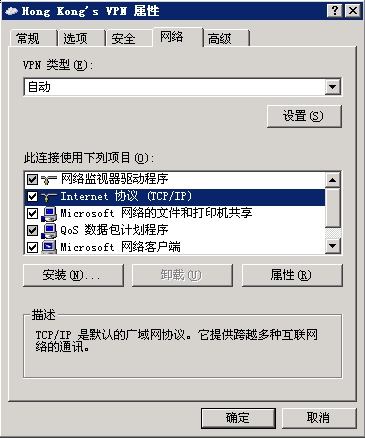 Hong Kong's VPN 属性
常规 选项 安全 网络 高级
VPN 类型(E):
自动
设置(S)
此连接使用下列项目(O):
网络监视器驱动程序
Internet 协议 (TCP/IP)
Microsoft 网络的文件和打印机共享
QoS 数据包计划程序
Microsoft 网络客户端
安装(N)... 卸载(U) 属性(R)
描述
TCP/IP 是默认的广域网协议。它提供跨越多种互联网
络的通讯。
确定 取消